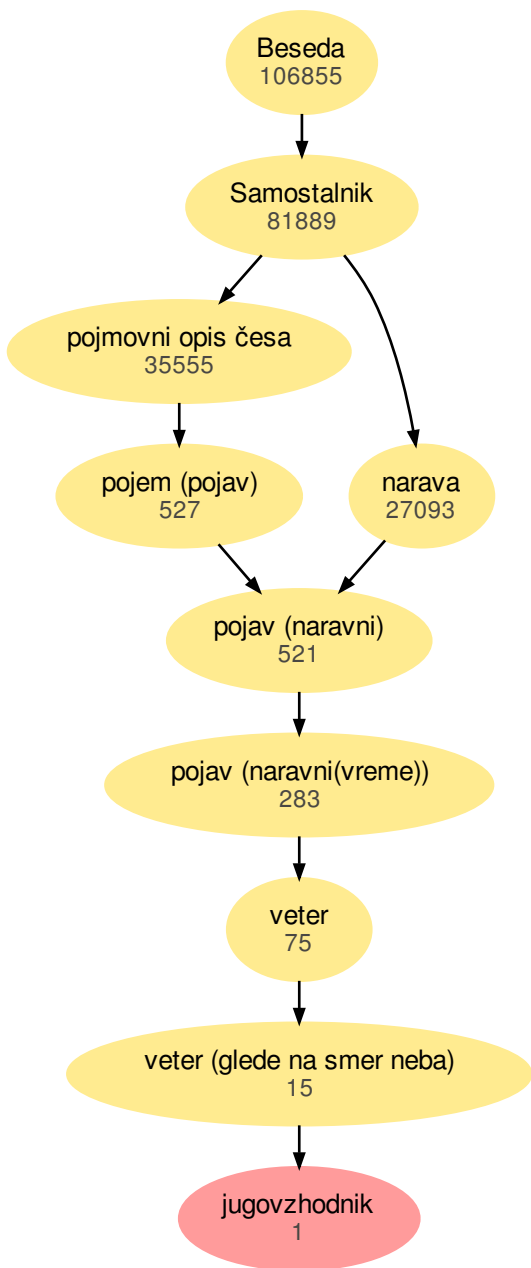 Beseda
106855
Samostalnik
81889
pojmovni opis česa
35555
pojem (pojav)
527
narava
27093
pojav (naravni)
521
pojav (naravni(vreme))
283
veter
75
veter (glede na smer neba)
15
jugovzhodnik
1